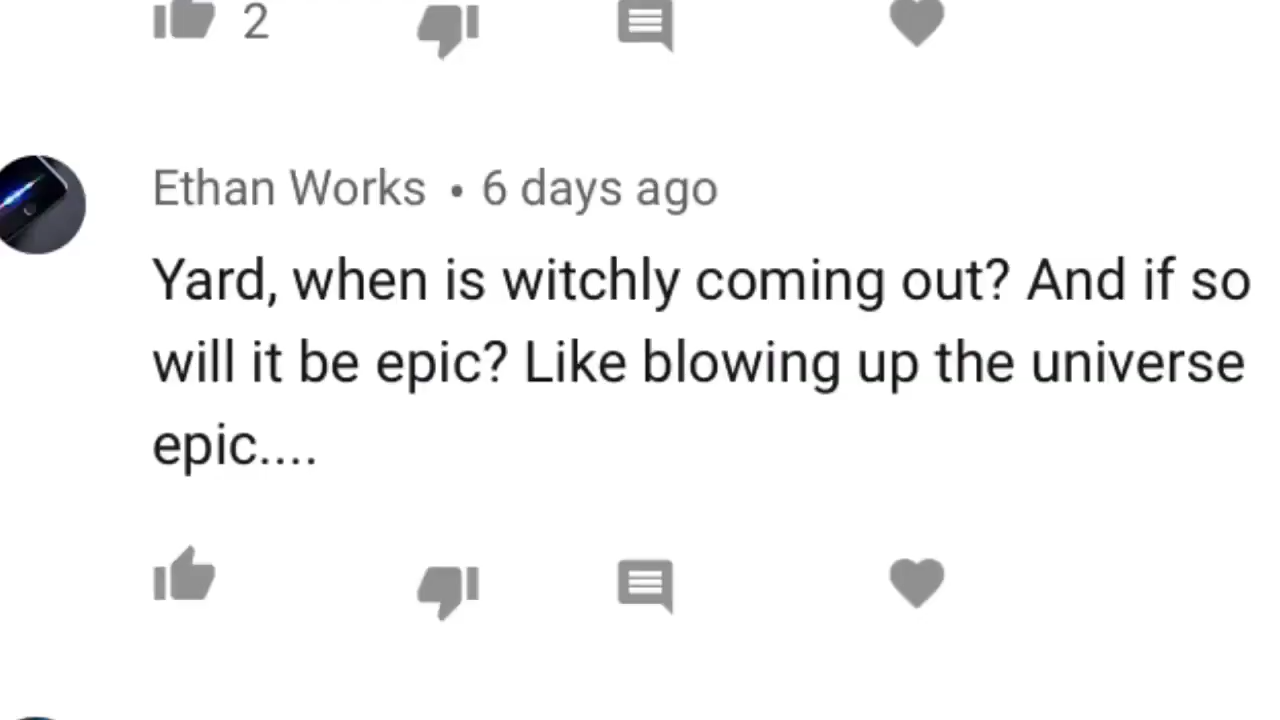 2
Ethan Works • 6 days ago
Yard, when is witchly coming out? And if so
will it be epic? Like blowing up the universe
epic....